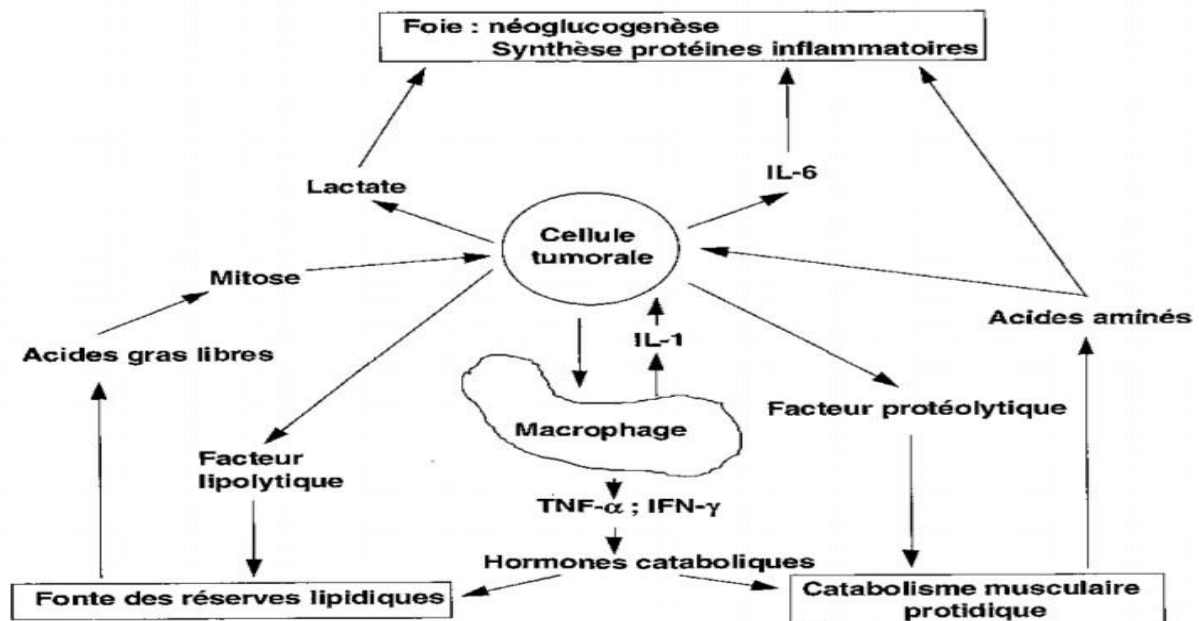 Foie : néoglucogenèse
Synthèse protéines inflammatoires
IL-6
Lactate
Cellule
tumorale
Mitose
IL-1
Acides aminés
Acides gras libres
Facteur protéolytique
Macrophage
Facteur
lipolytique
TNF-α ; IFN-γ
Hormones cataboliques
Fonte des réserves lipidiques
Catabolisme musculaire
protidique